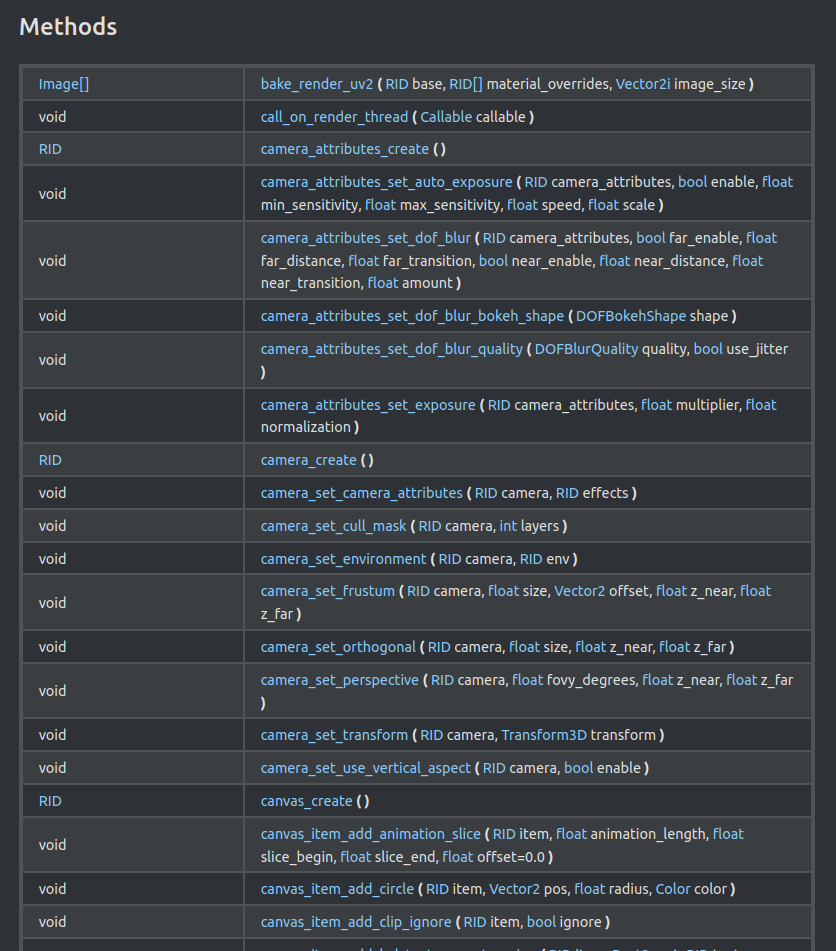 Methods
Image[] bake_render_uv2 ( RID base, RID[] material_overrides, Vector2i image_size )
void call_on_render_thread ( Callable callable )
RID camera_attributes_create ( )
void camera_attributes_set_auto_exposure ( RID camera_attributes, bool enable, float
min_sensitivity, float max_sensitivity, float speed, float scale )
void camera_attributes_set_dof_blur ( RID camera_attributes, bool far_enable, float
far_distance, float far_transition, bool near_enable, float near_distance, float
near_transition, float amount )
void camera_attributes_set_dof_blur_bokeh_shape ( DOFBokehShape shape )
void camera_attributes_set_dof_blur_quality ( DOFBlurQuality quality, bool use_jitter
)
void camera_attributes_set_exposure ( RID camera_attributes, float multiplier, float
normalization )
RID camera_create ( )
void camera_set_camera_attributes ( RID camera, RID effects )
void camera_set_cull_mask ( RID camera, int layers )
void camera_set_environment ( RID camera, RID env )
void camera_set_frustum ( RID camera, float size, Vector2 offset, float z_near, float
z_far )
void camera_set_orthogonal ( RID camera, float size, float z_near, float z_far )
void camera_set_perspective ( RID camera, float fovy_degrees, float z_near, float z_far
)
void camera_set_transform ( RID camera, Transform3D transform )
void camera_set_use_vertical_aspect ( RID camera, bool enable )
RID canvas_create ( )
void canvas_item_add_animation_slice ( RID item, float animation_length, float
slice_begin, float slice_end, float offset=0.0 )
void canvas_item_add_circle ( RID item, Vector2 pos, float radius, Color color )
void canvas_item_add_clip_ignore ( RID item, bool ignore )